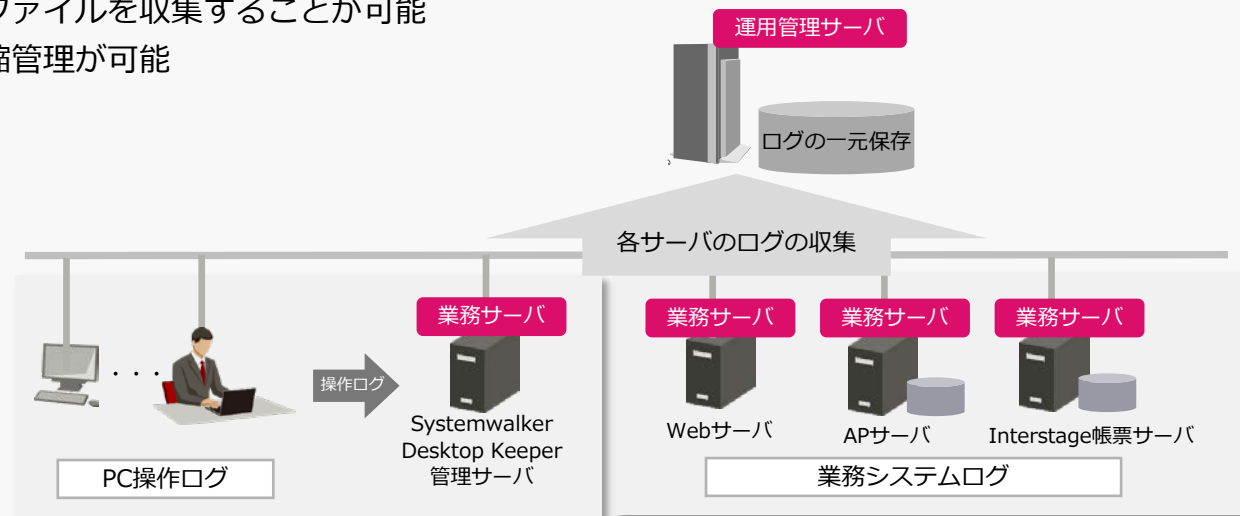 ファイルを収集することが可能
縮管理が可能
運用管理サーバ
ログの一元保存
各サーバのログの収集
業務サーバ
業務サーバ
業務サーバ
業務サーバ
・・・
操作ログ
Systemwalker
Desktop Keeper
管理サーバ
Webサーバ
APサーバ
Interstage帳票サーバ
PC操作ログ
業務システムログ